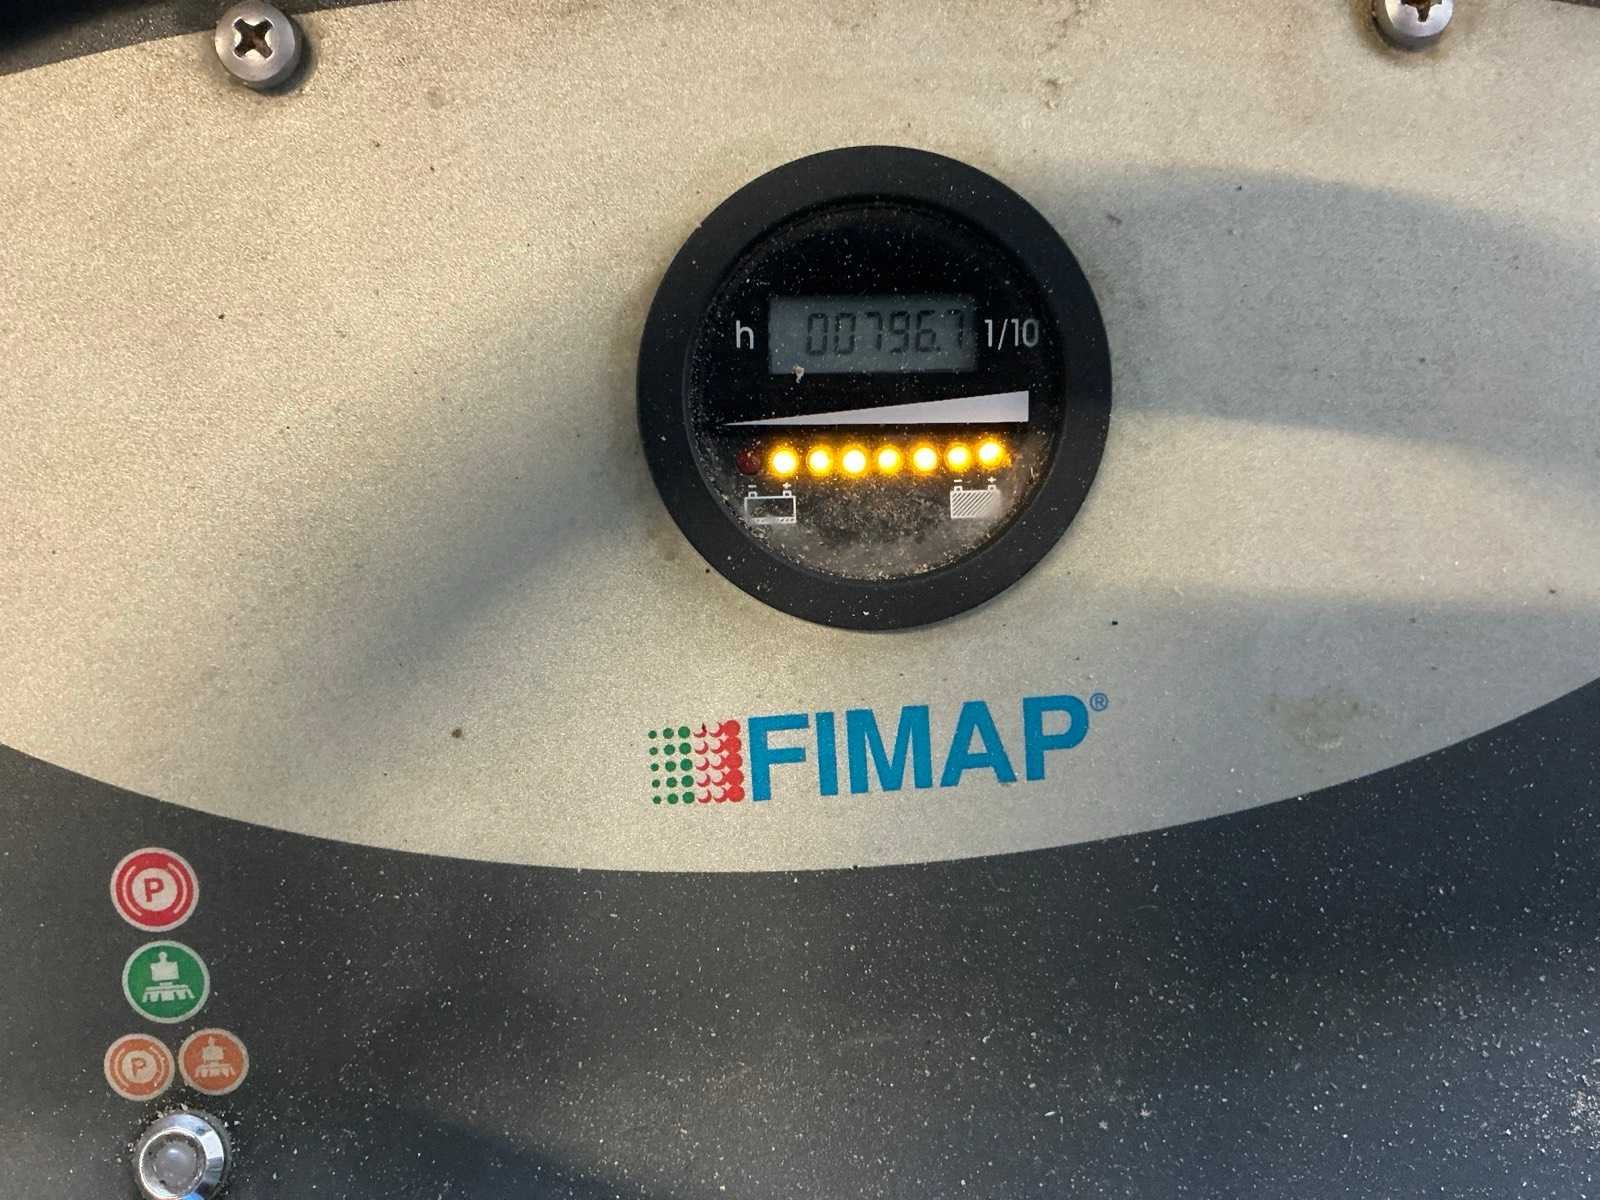 h 00796.7 1/10
- +
- +
FIMAP®
P
P